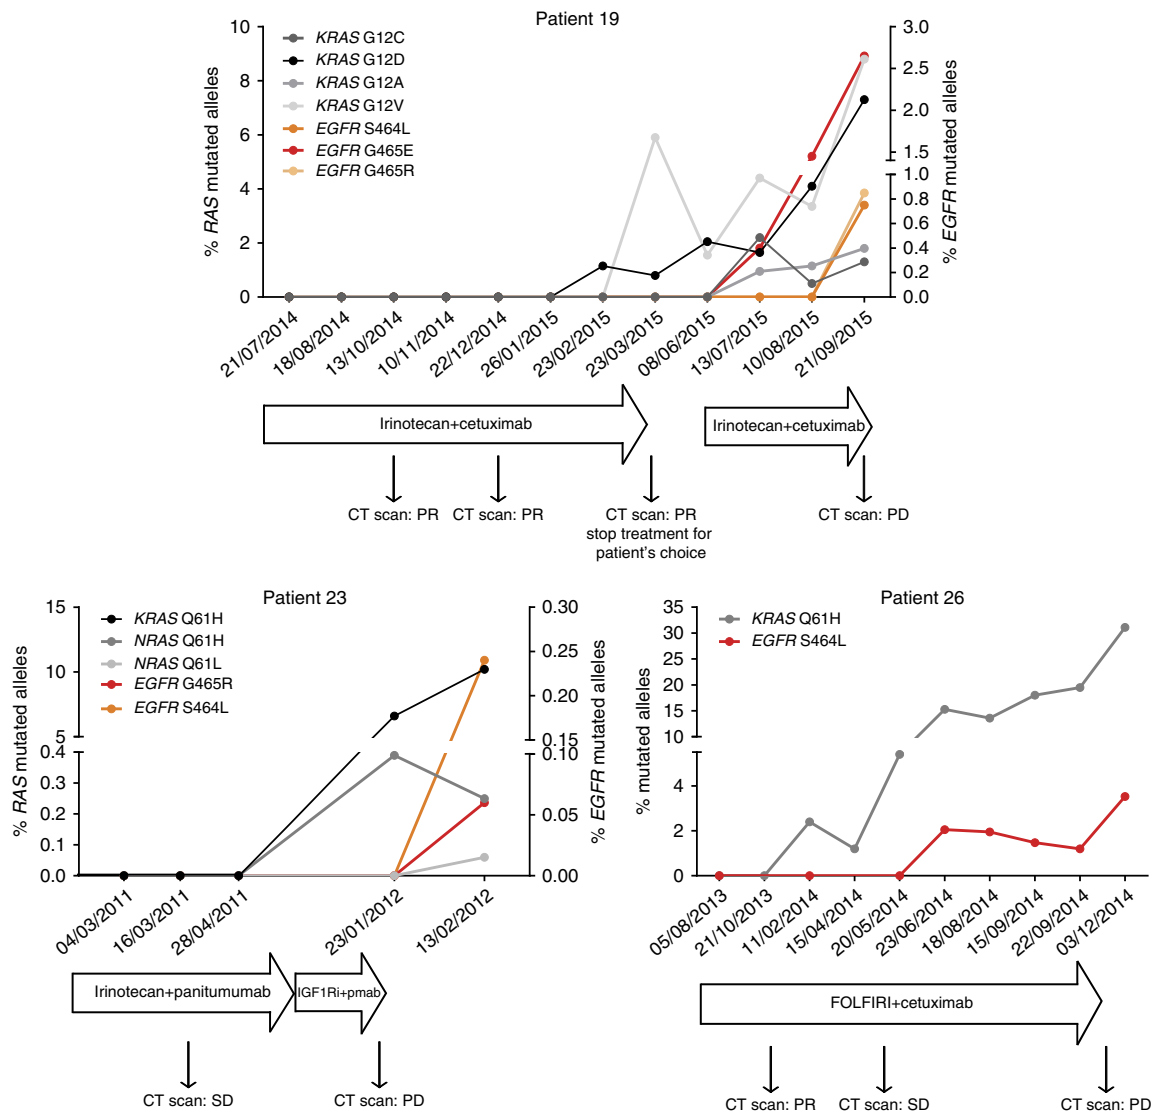 Patient 19
KRAS G12C
KRAS G12D
KRAS G12A
KRAS G12V
EGFR S464L
EGFR G465E
EGFR G465R
% RAS mutated alleles
10
8
6
4
2
0
% EGFR mutated alleles
3.0
2.5
2.0
1.5
1.0
0.8
0.6
0.4
0.2
0.0
21/07/2014
18/08/2014
13/10/2014
10/11/2014
22/12/2014
26/01/2015
23/02/2015
23/03/2015
08/06/2015
13/07/2015
10/08/2015
21/09/2015
Irinotecan+cetuximab
Irinotecan+cetuximab
CT scan: PR
CT scan: PR
CT scan: PR
stop treatment for
patient's choice
CT scan: PD
Patient 23
KRAS Q61H
NRAS Q61H
NRAS Q61L
EGFR G465R
EGFR S464L
% RAS mutated alleles
15
10
5
0.4
0.3
0.2
0.1
0.0
% EGFR mutated alleles
0.30
0.25
0.20
0.15
0.10
0.05
0.00
04/03/2011
16/03/2011
28/04/2011
23/01/2012
13/02/2012
Irinotecan+panitumumab
IGF1Ri+pmab
CT scan: SD
CT scan: PD
Patient 26
KRAS Q61H
EGFR S464L
% mutated alleles
35
30
25
20
15
10
4
2
0
05/08/2013
21/10/2013
11/02/2014
15/04/2014
20/05/2014
23/06/2014
18/08/2014
15/09/2014
22/09/2014
03/12/2014
FOLFIRI+cetuximab
CT scan: PR
CT scan: SD
CT scan: PD